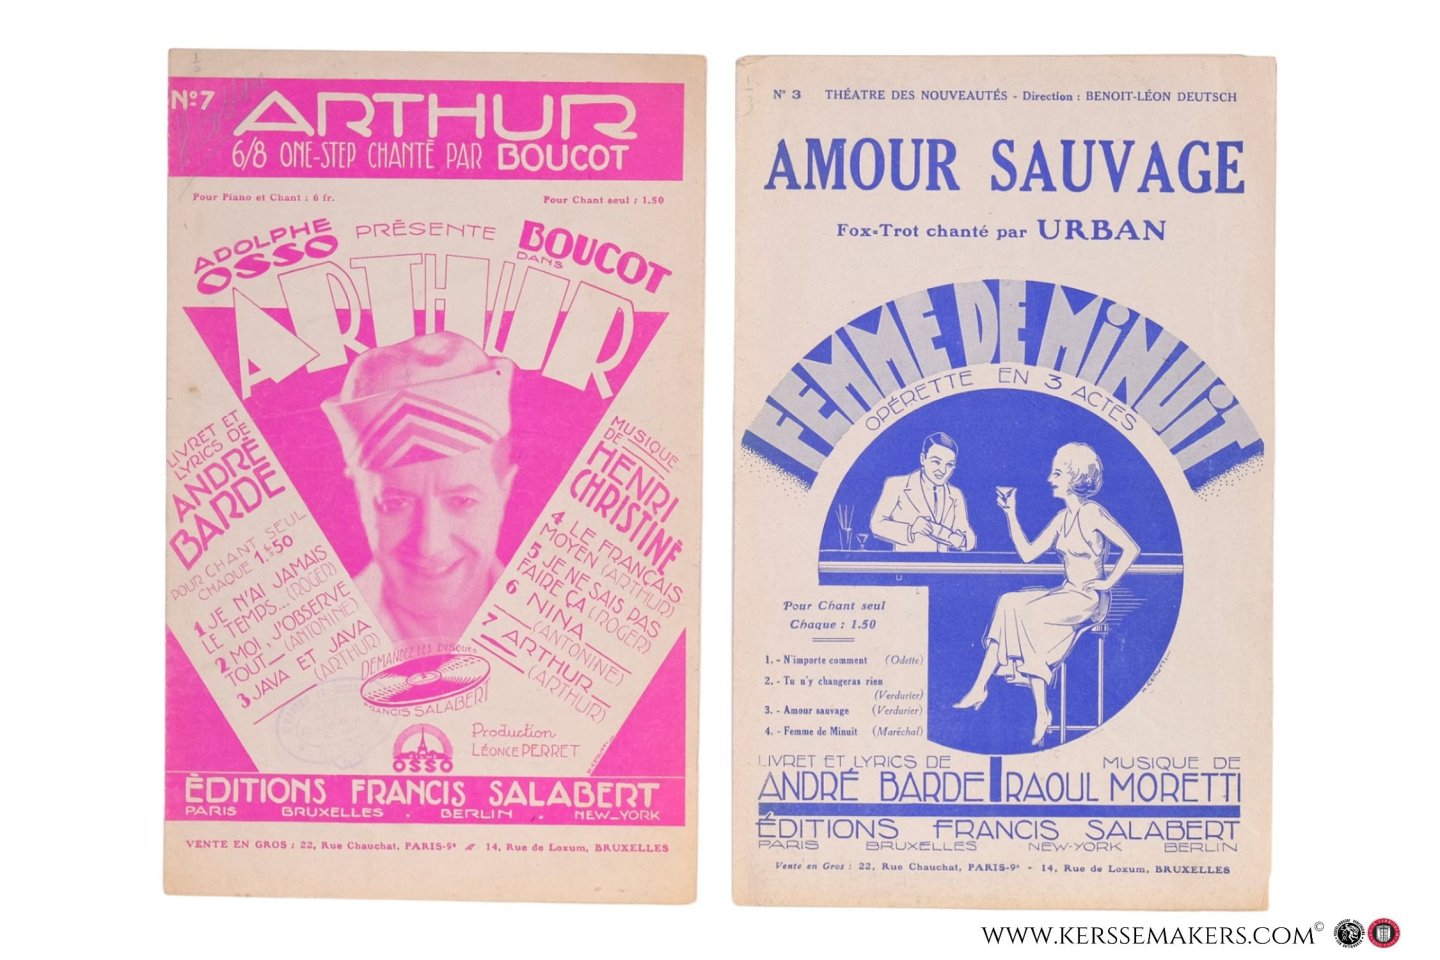 Nº7 ARTHUR
6/8 ONE-STEP CHANTÉ PAR BOUCOT
Pour Piano et Chant : 6 fr.
Pour Chant seul : 1.50
ADOLPHE OSSO PRÉSENTE BOUCOT
DANS
ARTHUR
LIVRET ET
LYRICS DE
ANDRÉ
BARDÉ
POUR CHANT SEUL
CHAQUE 1f50
1 JE N'AI JAMAIS
LE TEMPS... (ROGER)
2 MOI, J'OBSERVE
TOUT_ (ANTONINE)
3 JAVA ET JAVA
(ARTHUR)
MUSIQUE
DE
HENRI
CHRISTINÉ
4 LE FRANÇAIS
MOYEN (ARTHUR)
5 JE NE SAIS PAS
FAIRE ÇA (ROGER)
6 NINA
(ANTONINE)
7 ARTHUR_
(ARTHUR)
DEMANDEZ LES DISQUES
FRANCIS SALABERT
OSSO
Production
LÉONCE PERRET
ÉDITIONS FRANCIS SALABERT
PARIS BRUXELLES . BERLIN . NEW_YORK
VENTE EN GROS : 22, Rue Chauchat, PARIS-9e 14, Rue de Loxum, BRUXELLES
N° 3 THÉATRE DES NOUVEAUTÉS - Direction : BENOIT-LÉON DEUTSCH
AMOUR SAUVAGE
Fox-Trot chanté par URBAN
FEMME DE MiNUiT
OPÉRETTE EN 3 ACTES
Pour Chant seul
Chaque : 1.50
1. - N'importe comment (Odette)
2. - Tu n'y changeras rien
(Verdurier)
3. - Amour sauvage (Verdurier)
4. - Femme de Minuit (Maréchal)
LIVRET ET LYRICS DE
ANDRÉ BARDE
MUSIQUE DE
RAOUL MORETTI
ÉDITIONS FRANCIS SALABERT
PARIS BRUXELLES NEW-YORK BERLIN
Vente en Gros : 22, Rue Chauchat, PARIS-9e - 14, Rue de Loxum, BRUXELLES
WWW.KERSSEMAKERS.COM©